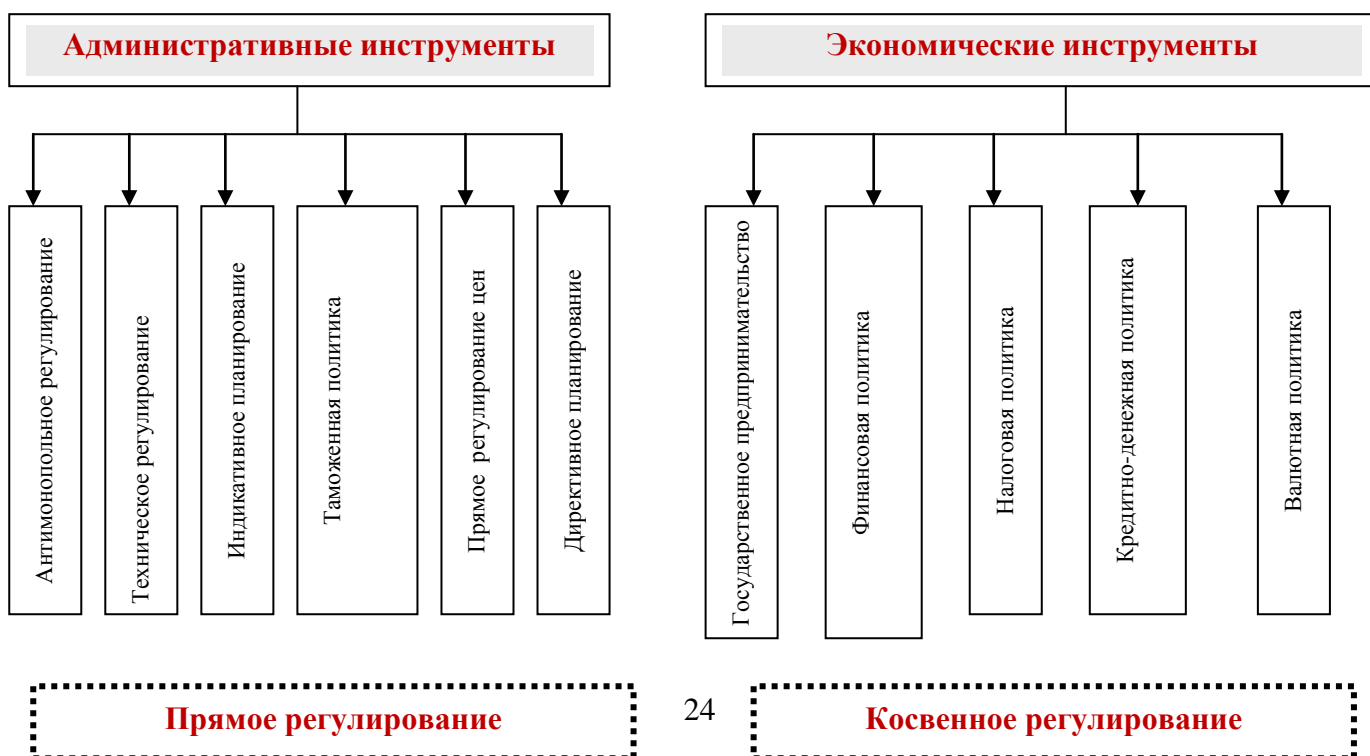 Административные инструменты
Экономические инструменты
Антимонопольное регулирование
Техническое регулирование
Индикативное планирование
Таможенная политика
Прямое регулирование цен
Директивное планирование
Государственное предпринимательство
Финансовая политика
Налоговая политика
Кредитно-денежная политика
Валютная политика
Прямое регулирование
24
Косвенное регулирование